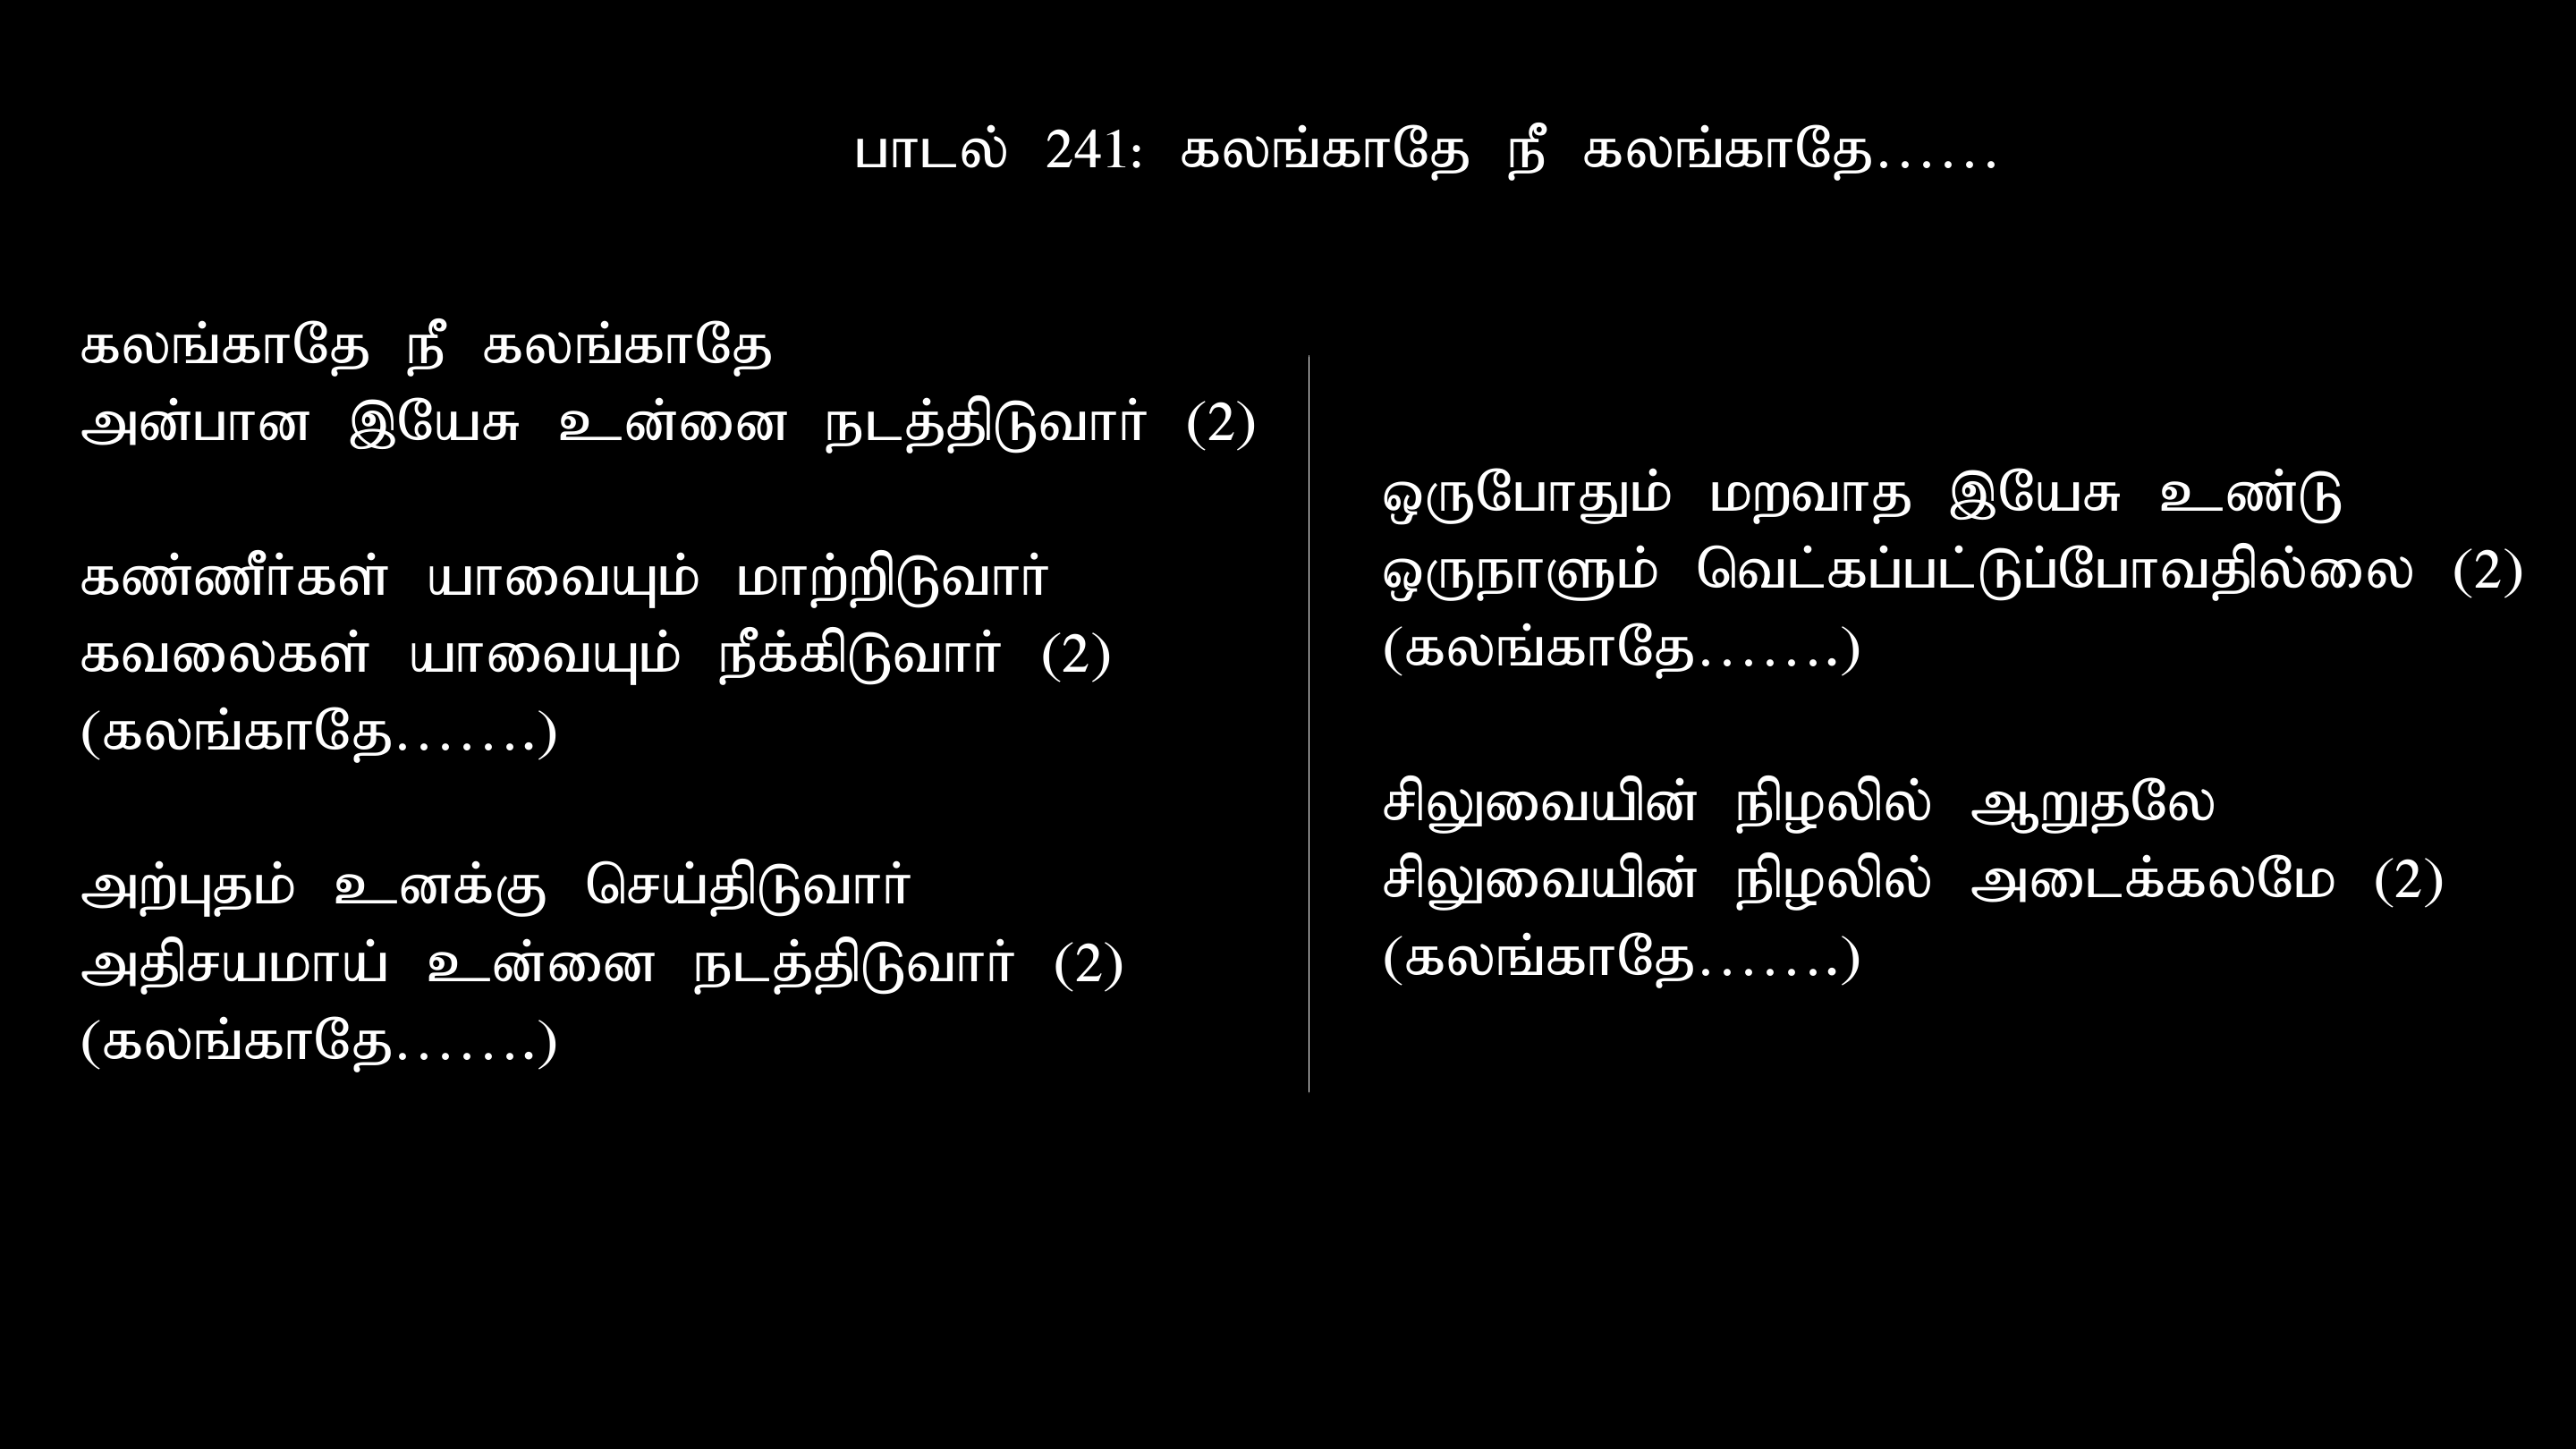 பாடல் 241: கலங்காதே நீ கலங்காதே……
கலங்காதே நீ கலங்காதே
அன்பான இயேசு உன்னை நடத்திடுவார் (2)
கண்ணீர்கள் யாவையும் மாற்றிடுவார்
கவலைகள் யாவையும் நீக்கிடுவார் (2)
(கலங்காதே…….)
அற்புதம் உனக்கு செய்திடுவார்
அதிசயமாய் உன்னை நடத்திடுவார் (2)
(கலங்காதே…….)
ஒருபோதும் மறவாத இயேசு உண்டு
ஒருநாளும் வெட்கப்பட்டுப்போவதில்லை (2)
(கலங்காதே…….)
சிலுவையின் நிழலில் ஆறுதலே
சிலுவையின் நிழலில் அடைக்கலமே (2)
(கலங்காதே…….)